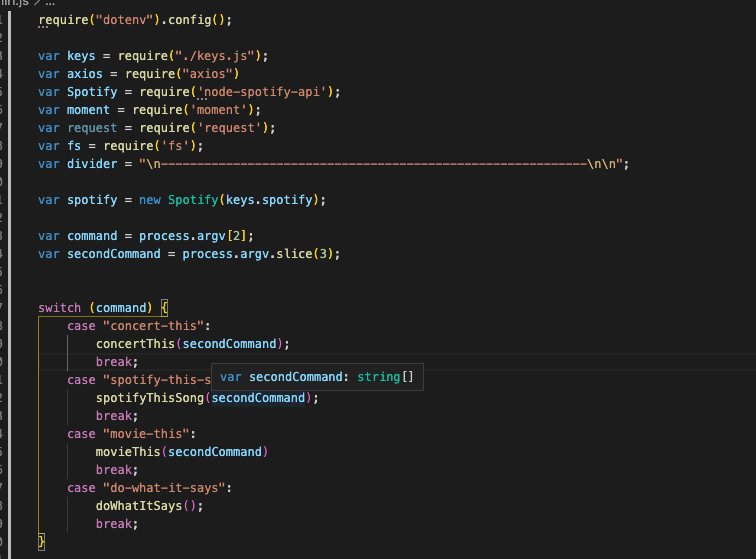 iri.js / ...
require("dotenv").config();
var keys = require("./keys.js");
var axios = require("axios")
var Spotify = require('node-spotify-api');
var moment = require('moment');
var request = require('request');
var fs = require('fs');
var divider = "\n------------------------------------------------------------\n\n";
var spotify = new Spotify(keys.spotify);
var command = process.argv[2];
var secondCommand = process.argv.slice(3);
switch (command) {
case "concert-this":
concertThis(secondCommand);
break;
case "spotify-this-s
var secondCommand: string[]
spotifyThisSong(secondCommand);
break;
case "movie-this":
movieThis(secondCommand)
break;
case "do-what-it-says":
doWhatItSays();
break;
}